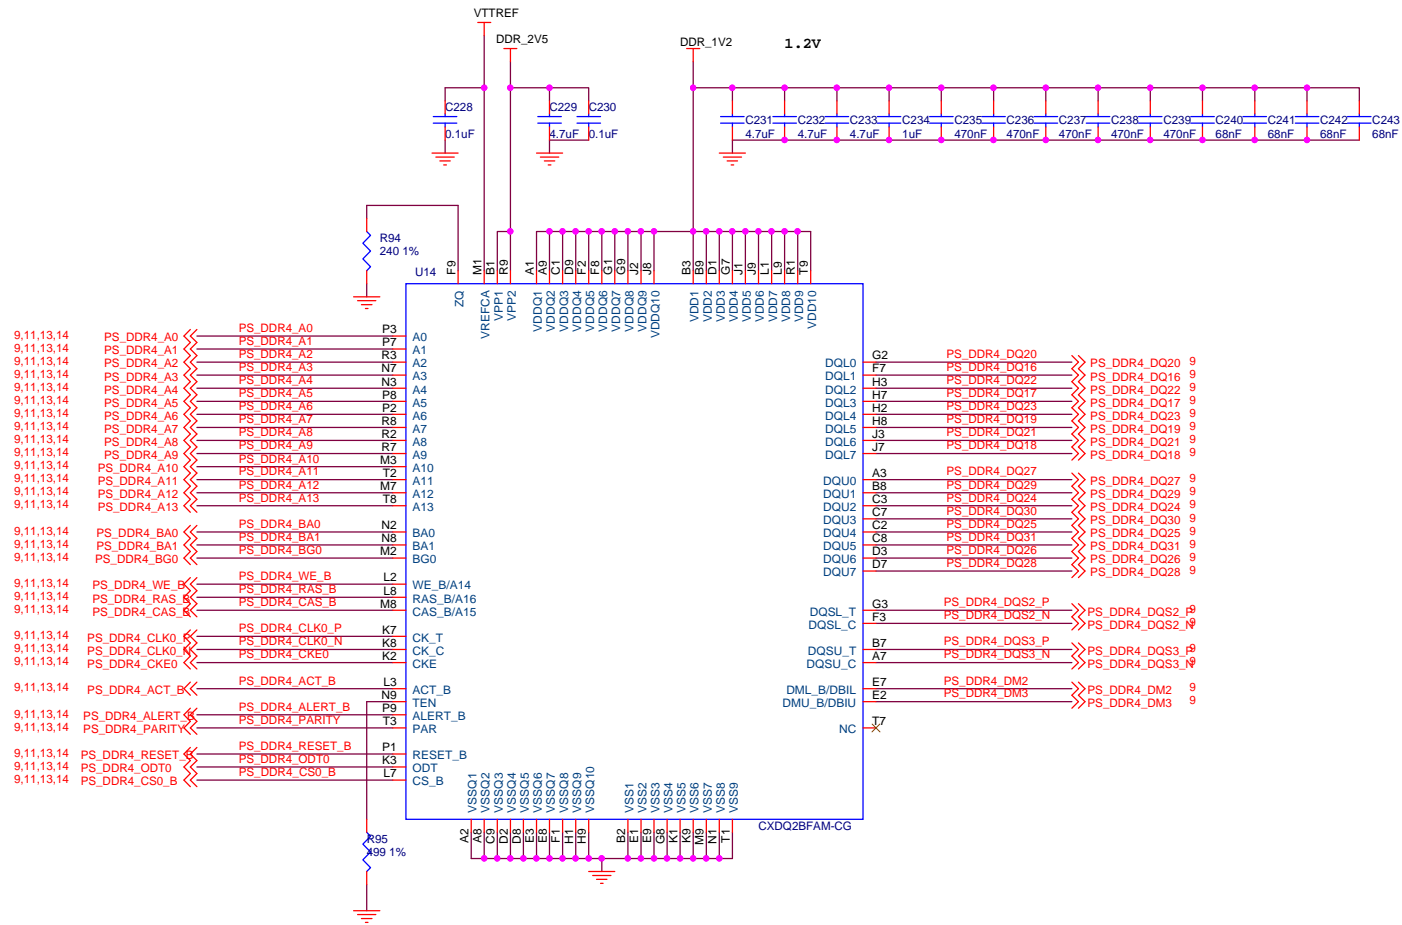 VTTREF
DDR_2V5
DDR_1V2 1.2V
C228 0.1uF
C229 4.7uF
C230 0.1uF
C231 4.7uF
C232 4.7uF
C233 4.7uF
C234 1uF
C235 470nF
C236 470nF
C237 470nF
C238 470nF
C239 470nF
C240 68nF
C241 68nF
C242 68nF
C243 68nF
R94
240 1%
U14
F9 M1 B1 R9 A1 A9 C1 D9 F2 F8 G1 G9 J2 J8 B3 B9 D1 G7 J1 J9 L1 L9 R1 T9
ZQ VREFCA VPP1 VPP2 VDDQ1 VDDQ2 VDDQ3 VDDQ4 VDDQ5 VDDQ6 VDDQ7 VDDQ8 VDDQ9 VDDQ10 VDD1 VDD2 VDD3 VDD4 VDD5 VDD6 VDD7 VDD8 VDD9 VDD10
9,11,13,14 PS_DDR4_A0 PS_DDR4_A0 P3 A0
9,11,13,14 PS_DDR4_A1 PS_DDR4_A1 P7 A1
9,11,13,14 PS_DDR4_A2 PS_DDR4_A2 R3 A2
9,11,13,14 PS_DDR4_A3 PS_DDR4_A3 N7 A3
9,11,13,14 PS_DDR4_A4 PS_DDR4_A4 N3 A4
9,11,13,14 PS_DDR4_A5 PS_DDR4_A5 P8 A5
9,11,13,14 PS_DDR4_A6 PS_DDR4_A6 P2 A6
9,11,13,14 PS_DDR4_A7 PS_DDR4_A7 R8 A7
9,11,13,14 PS_DDR4_A8 PS_DDR4_A8 R2 A8
9,11,13,14 PS_DDR4_A9 PS_DDR4_A9 R7 A9
9,11,13,14 PS_DDR4_A10 PS_DDR4_A10 M3 A10
9,11,13,14 PS_DDR4_A11 PS_DDR4_A11 T2 A11
9,11,13,14 PS_DDR4_A12 PS_DDR4_A12 M7 A12
9,11,13,14 PS_DDR4_A13 PS_DDR4_A13 T8 A13
9,11,13,14 PS_DDR4_BA0 PS_DDR4_BA0 N2 BA0
9,11,13,14 PS_DDR4_BA1 PS_DDR4_BA1 N8 BA1
9,11,13,14 PS_DDR4_BG0 PS_DDR4_BG0 M2 BG0
9,11,13,14 PS_DDR4_WE_B PS_DDR4_WE_B L2 WE_B/A14
9,11,13,14 PS_DDR4_RAS_B PS_DDR4_RAS_B L8 RAS_B/A16
9,11,13,14 PS_DDR4_CAS_B PS_DDR4_CAS_B M8 CAS_B/A15
9,11,13,14 PS_DDR4_CLK0_P PS_DDR4_CLK0_P K7 CK_T
9,11,13,14 PS_DDR4_CLK0_N PS_DDR4_CLK0_N K8 CK_C
9,11,13,14 PS_DDR4_CKE0 PS_DDR4_CKE0 K2 CKE
9,11,13,14 PS_DDR4_ACT_B PS_DDR4_ACT_B L3 ACT_B
N9 TEN
9,11,13,14 PS_DDR4_ALERT_B PS_DDR4_ALERT_B P9 ALERT_B
9,11,13,14 PS_DDR4_PARITY PS_DDR4_PARITY T3 PAR
9,11,13,14 PS_DDR4_RESET_B PS_DDR4_RESET_B P1 RESET_B
9,11,13,14 PS_DDR4_ODT0 PS_DDR4_ODT0 K3 ODT
9,11,13,14 PS_DDR4_CS0_B PS_DDR4_CS0_B L7 CS_B
DQL0 G2 PS_DDR4_DQ20 PS_DDR4_DQ20 9
DQL1 F7 PS_DDR4_DQ16 PS_DDR4_DQ16 9
DQL2 H3 PS_DDR4_DQ22 PS_DDR4_DQ22 9
DQL3 H7 PS_DDR4_DQ17 PS_DDR4_DQ17 9
DQL4 H2 PS_DDR4_DQ23 PS_DDR4_DQ23 9
DQL5 H8 PS_DDR4_DQ19 PS_DDR4_DQ19 9
DQL6 J3 PS_DDR4_DQ21 PS_DDR4_DQ21 9
DQL7 J7 PS_DDR4_DQ18 PS_DDR4_DQ18 9
DQU0 A3 PS_DDR4_DQ27 PS_DDR4_DQ27 9
DQU1 B8 PS_DDR4_DQ29 PS_DDR4_DQ29 9
DQU2 C3 PS_DDR4_DQ24 PS_DDR4_DQ24 9
DQU3 C7 PS_DDR4_DQ30 PS_DDR4_DQ30 9
DQU4 C2 PS_DDR4_DQ25 PS_DDR4_DQ25 9
DQU5 C8 PS_DDR4_DQ31 PS_DDR4_DQ31 9
DQU6 D3 PS_DDR4_DQ26 PS_DDR4_DQ26 9
DQU7 D7 PS_DDR4_DQ28 PS_DDR4_DQ28 9
DQSL_T G3 PS_DDR4_DQS2_P PS_DDR4_DQS2_P 9
DQSL_C F3 PS_DDR4_DQS2_N PS_DDR4_DQS2_N 9
DQSU_T B7 PS_DDR4_DQS3_P PS_DDR4_DQS3_P 9
DQSU_C A7 PS_DDR4_DQS3_N PS_DDR4_DQS3_N 9
DML_B/DBIL E7 PS_DDR4_DM2 PS_DDR4_DM2 9
DMU_B/DBIU E2 PS_DDR4_DM3 PS_DDR4_DM3 9
NC T7
VSSQ1 VSSQ2 VSSQ3 VSSQ4 VSSQ5 VSSQ6 VSSQ7 VSSQ8 VSSQ9 VSSQ10 VSS1 VSS2 VSS3 VSS4 VSS5 VSS6 VSS7 VSS8 VSS9
CXDQ2BFAM-CG
A2 A8 C9 D2 D8 E3 E8 F1 H1 H9 B2 E1 E9 G8 K1 K9 M9 N1 T1
R95
499 1%